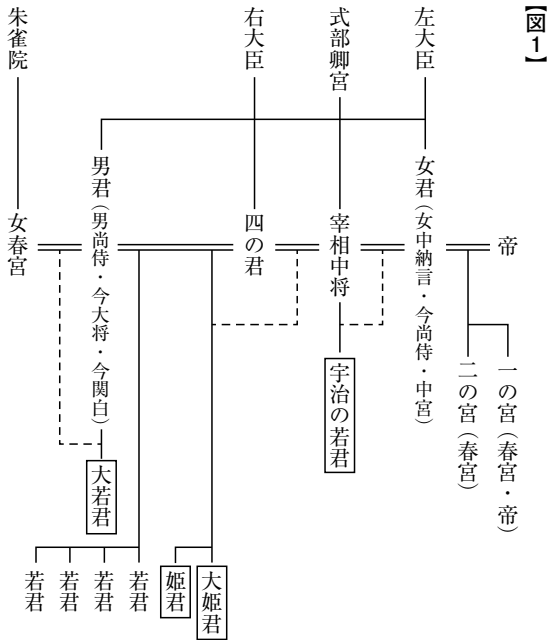 【図1】
左大臣
式部卿宮
右大臣
朱雀院
帝
女君(女中納言・今尚侍・中宮)
宰相中将
四の君
男君(男尚侍・今大将・今関白)
女春宮
一の宮(春宮・帝)
二の宮(春宮)
宇治の若君
大姫君
姫君
大若君
若君
若君
若君
若君